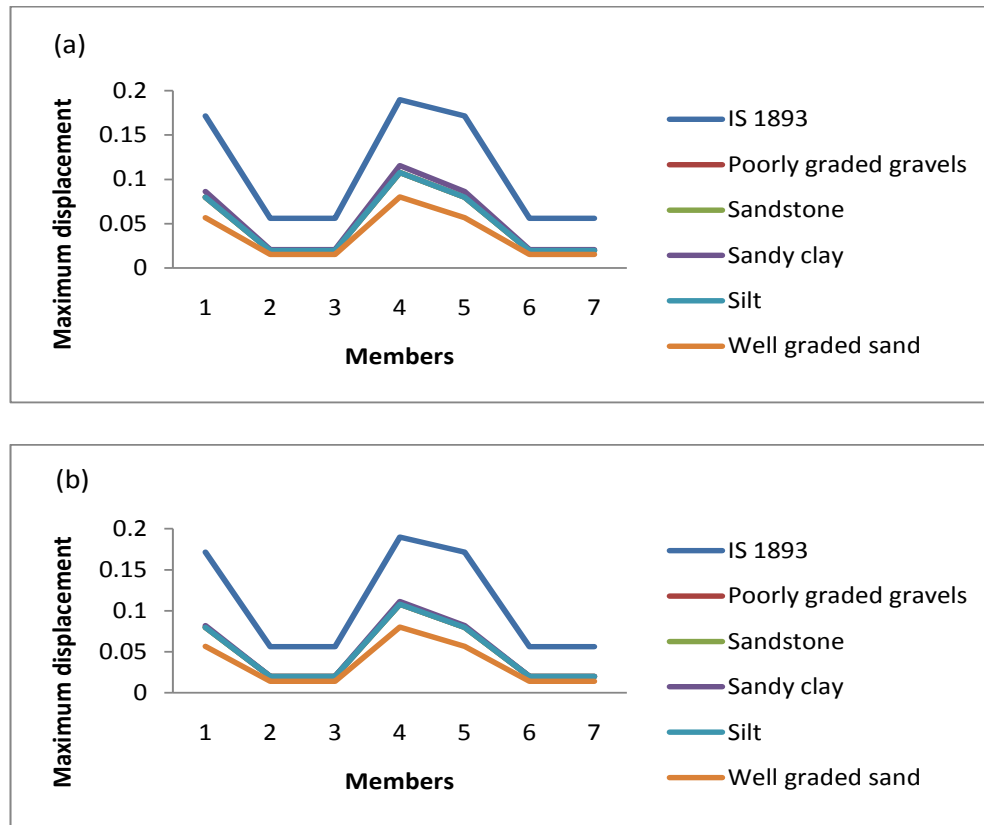 (a)
Maximum displacement
0.2
0.15
0.1
0.05
0
1 2 3 4 5 6 7
Members
IS 1893
Poorly graded gravels
Sandstone
Sandy clay
Silt
Well graded sand
(b)
Maximum displacement
0.2
0.15
0.1
0.05
0
1 2 3 4 5 6 7
Members
IS 1893
Poorly graded gravels
Sandstone
Sandy clay
Silt
Well graded sand